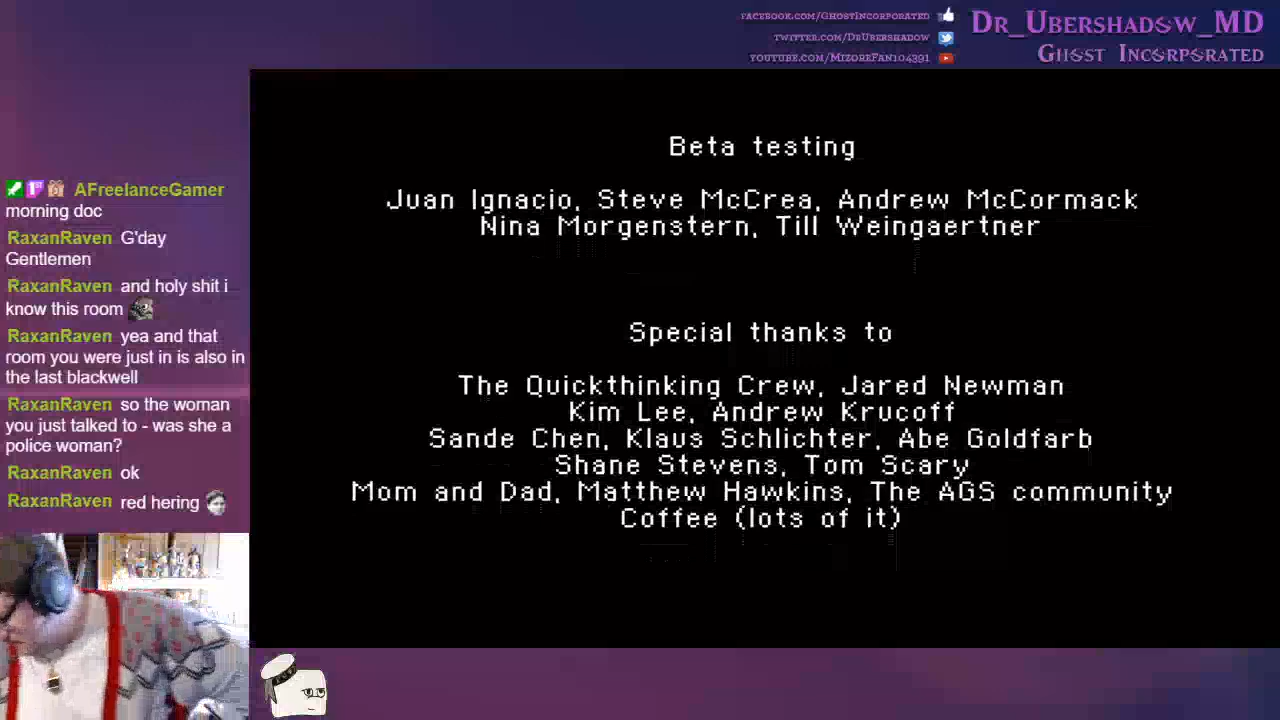 FACEBOOK.COM/GHOSTINCORPORATED
TWITTER.COM/DRUBERSHADOW
YOUTUBE.COM/MIZOREFAN104391
Dr_Ubershadow_MD
Ghost Incorporated
AFreelanceGamer
morning doc
RaxanRaven G'day
Gentlemen
RaxanRaven and holy shit i
know this room
RaxanRaven yea and that
room you were just in is also in
the last blackwell
RaxanRaven so the woman
you just talked to - was she a
police woman?
RaxanRaven ok
RaxanRaven red hering
Beta testing
Juan Ignacio, Steve McCrea, Andrew McCormack
Nina Morgenstern, Till Weingaertner
Special thanks to
The Quickthinking Crew, Jared Newman
Kim Lee, Andrew Krucoff
Sande Chen, Klaus Schlichter, Abe Goldfarb
Shane Stevens, Tom Scary
Mom and Dad, Matthew Hawkins, The AGS community
Coffee (lots of it)